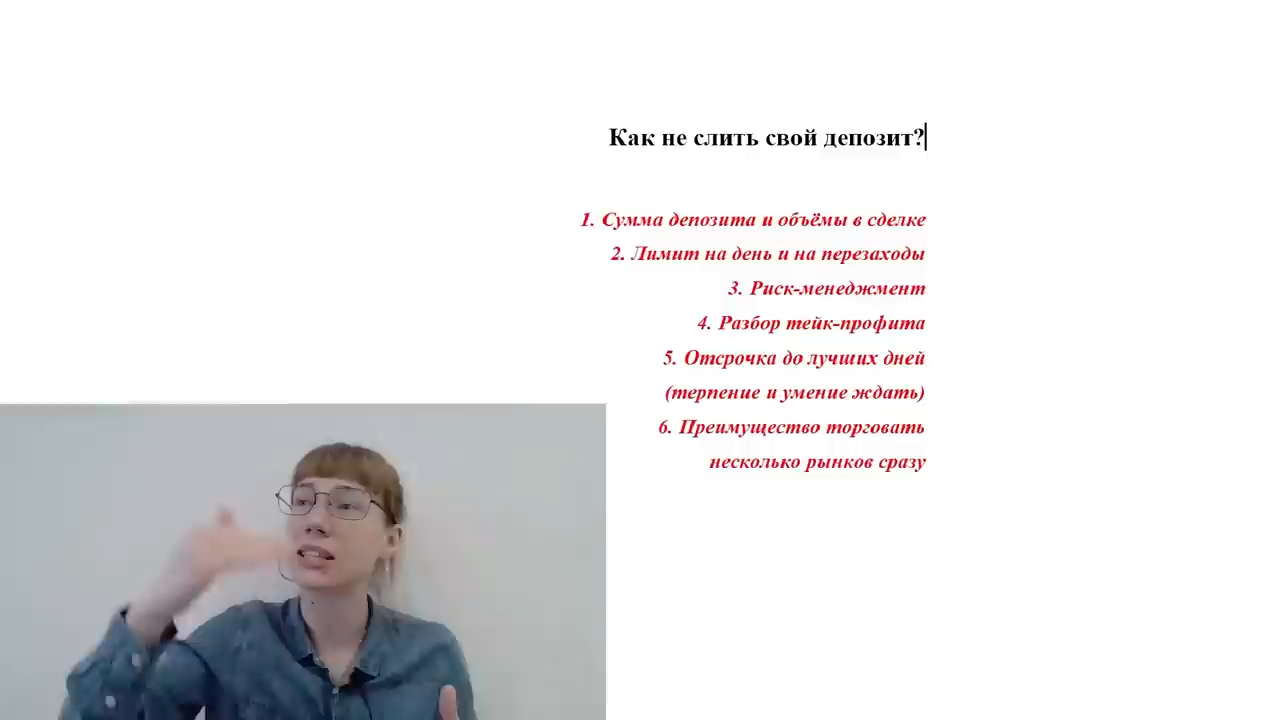 Как не слить свой депозит?
1. Сумма депозита и объёмы в сделке
2. Лимит на день и на перезаходы
3. Риск-менеджмент
4. Разбор тейк-профита
5. Отсрочка до лучших дней
(терпение и умение ждать)
6. Преимущество торговать
несколько рынков сразу